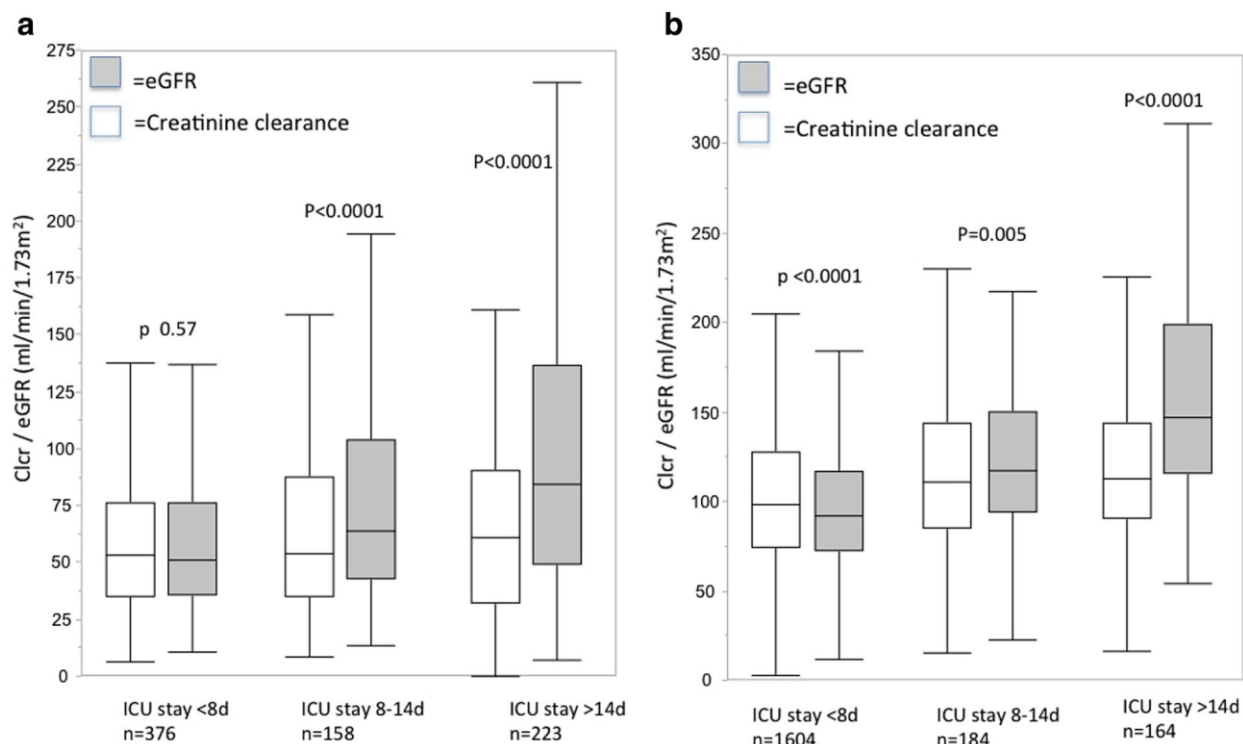 a
275
250
225
200
175
150
125
100
75
50
25
0
Clcr / eGFR (ml/min/1.73m²)
=eGFR
=Creatinine clearance
p 0.57
P<0.0001
P<0.0001
ICU stay <8d
n=376
ICU stay 8-14d
n=158
ICU stay >14d
n=223
b
350
300
250
200
150
100
50
0
Clcr / eGFR (ml/min/1.73m²)
=eGFR
=Creatinine clearance
p <0.0001
P=0.005
P<0.0001
ICU stay <8d
n=1604
ICU stay 8-14d
n=184
ICU stay >14d
n=164